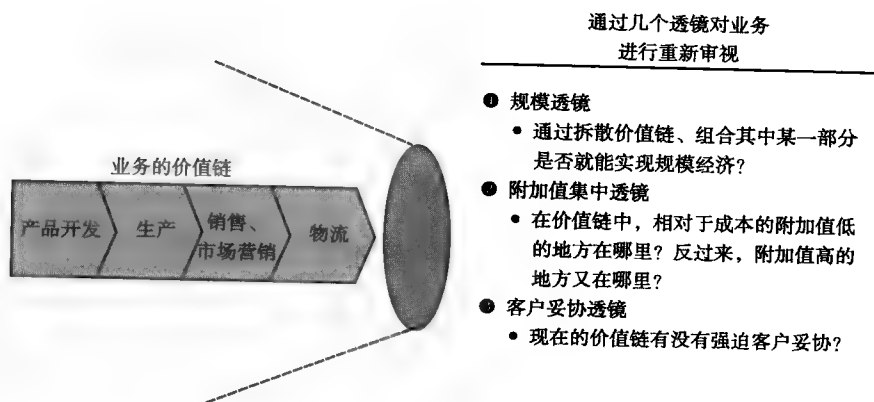 业务的价值链
产品开发
生产
销售、
市场营销
物流
通过几个透镜对业务
进行重新审视
❶ 规模透镜
• 通过拆散价值链、组合其中某一部分
是否就能实现规模经济？
❷ 附加值集中透镜
• 在价值链中，相对于成本的附加值低
的地方在哪里？反过来，附加值高的
地方又在哪里？
❸ 客户妥协透镜
• 现在的价值链有没有强迫客户妥协？